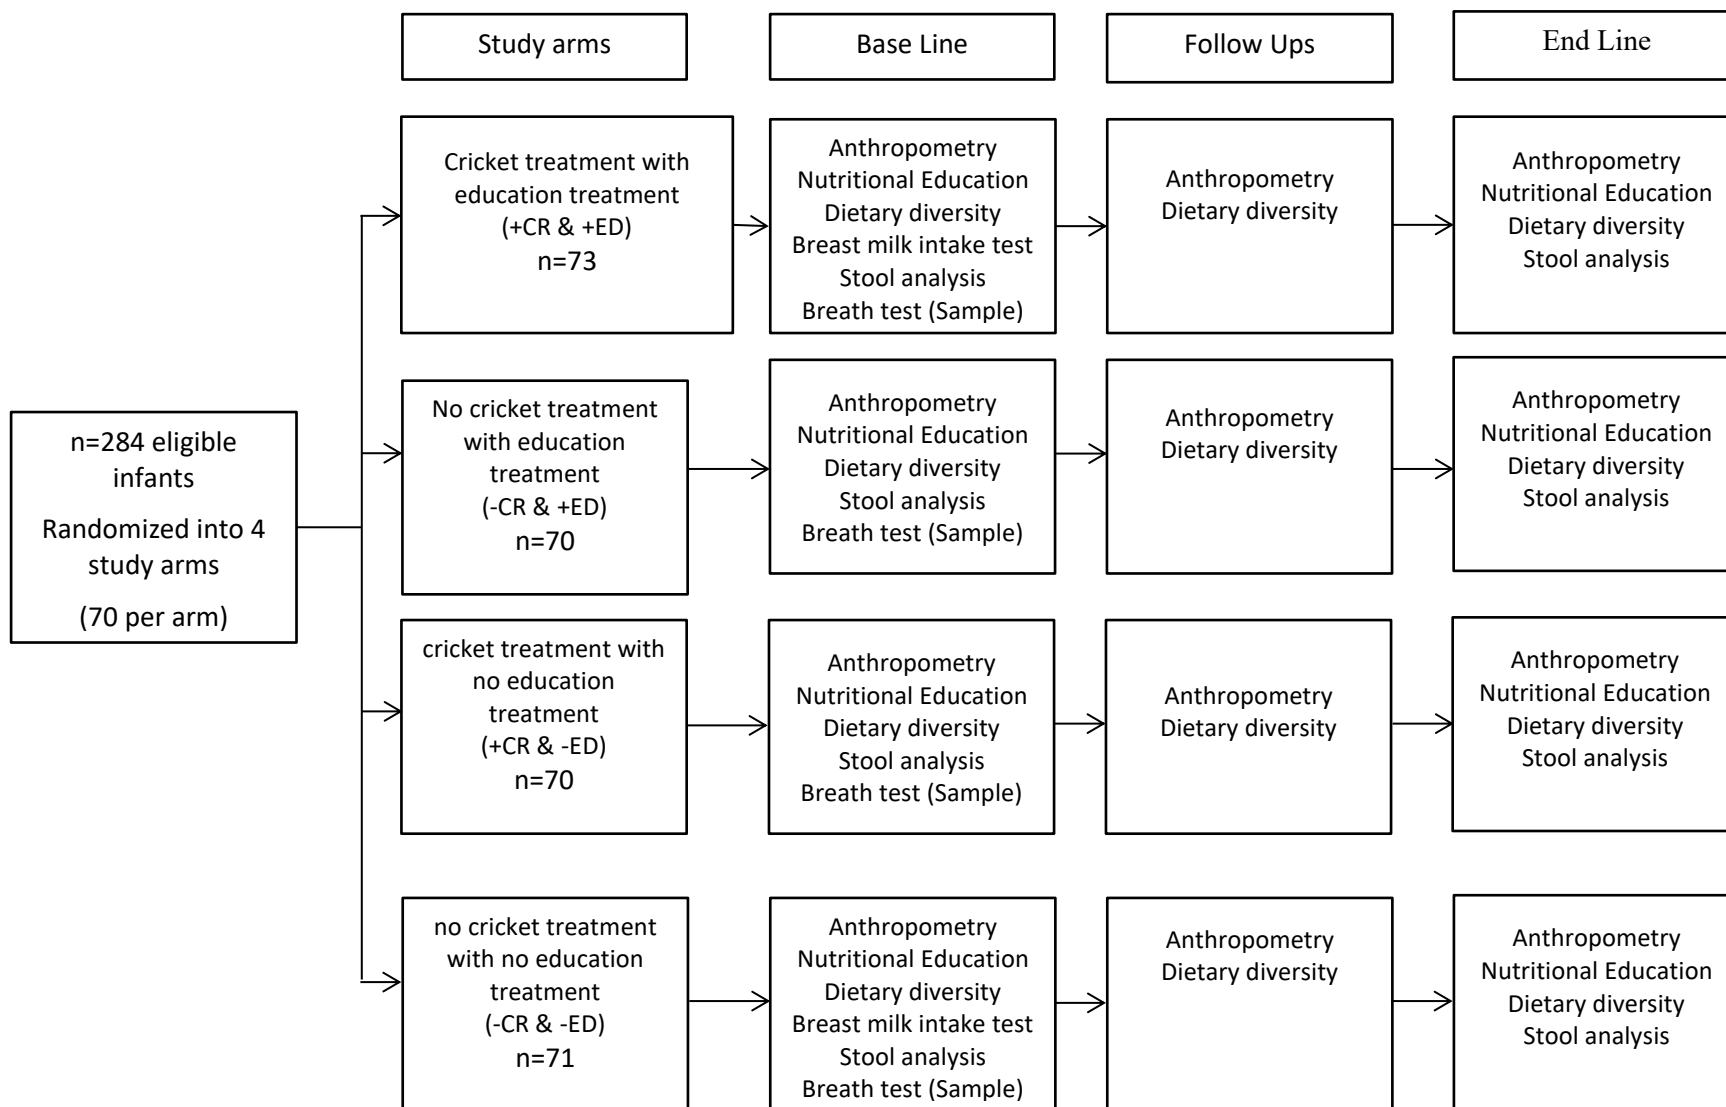 Study arms
Base Line
Follow Ups
End Line
n=284 eligible
infants
Randomized into 4
study arms
(70 per arm)
Cricket treatment with
education treatment
(+CR & +ED)
n=73
Anthropometry
Nutritional Education
Dietary diversity
Breast milk intake test
Stool analysis
Breath test (Sample)
Anthropometry
Dietary diversity
Anthropometry
Nutritional Education
Dietary diversity
Stool analysis
No cricket treatment
with education
treatment
(-CR & +ED)
n=70
Anthropometry
Nutritional Education
Dietary diversity
Stool analysis
Breath test (Sample)
Anthropometry
Dietary diversity
Anthropometry
Nutritional Education
Dietary diversity
Stool analysis
cricket treatment with
no education
treatment
(+CR & -ED)
n=70
Anthropometry
Nutritional Education
Dietary diversity
Stool analysis
Breath test (Sample)
Anthropometry
Dietary diversity
Anthropometry
Nutritional Education
Dietary diversity
Stool analysis
no cricket treatment
with no education
treatment
(-CR & -ED)
n=71
Anthropometry
Nutritional Education
Dietary diversity
Breast milk intake test
Stool analysis
Breath test (Sample)
Anthropometry
Dietary diversity
Anthropometry
Nutritional Education
Dietary diversity
Stool analysis